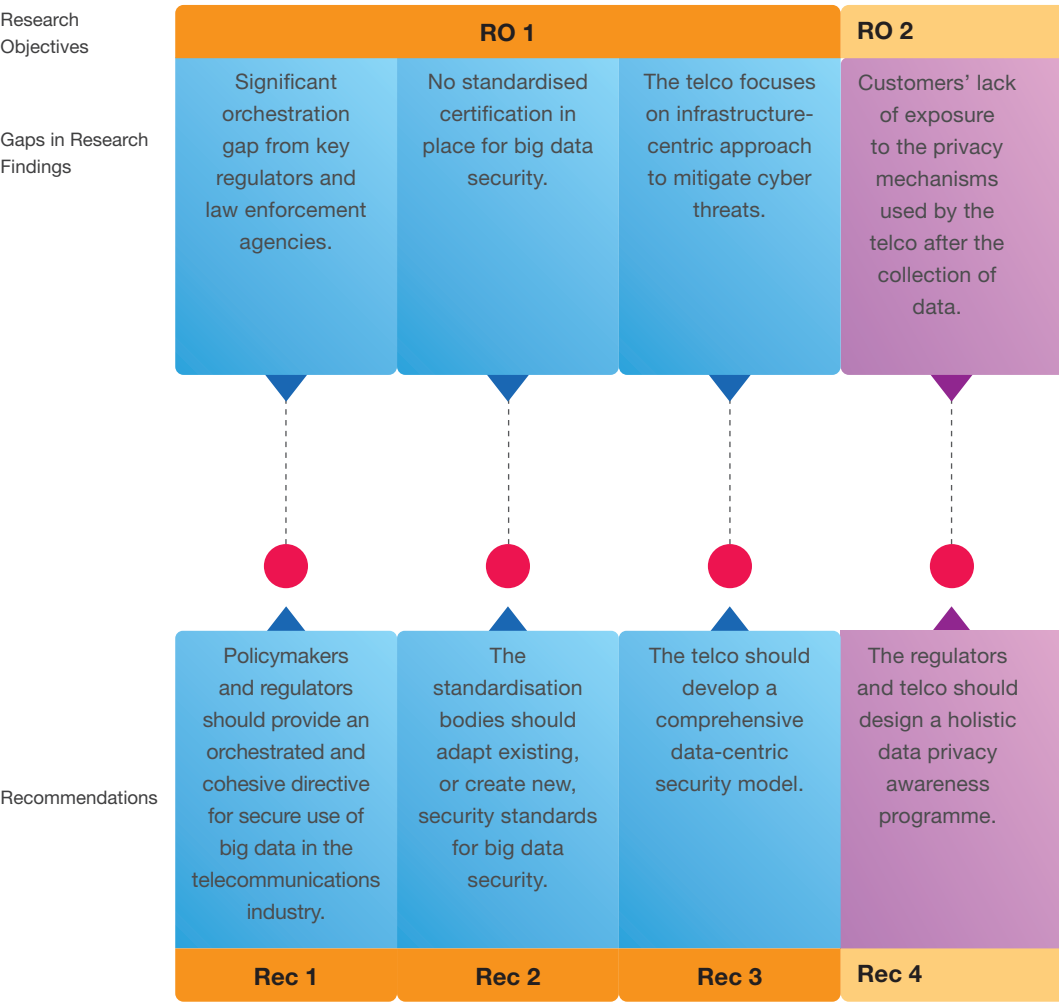 Research
Objectives
RO 1
RO 2
Gaps in Research
Findings
Significant
orchestration
gap from key
regulators and
law enforcement
agencies.
No standardised
certification in
place for big data
security.
The telco focuses
on infrastructure-
centric approach
to mitigate cyber
threats.
Customers’ lack
of exposure
to the privacy
mechanisms
used by the
telco after the
collection of
data.
Recommendations
Policymakers
and regulators
should provide an
orchestrated and
cohesive directive
for secure use of
big data in the
telecommunications
industry.
The
standardisation
bodies should
adapt existing,
or create new,
security standards
for big data
security.
The telco should
develop a
comprehensive
data-centric
security model.
The regulators
and telco should
design a holistic
data privacy
awareness
programme.
Rec 1
Rec 2
Rec 3
Rec 4